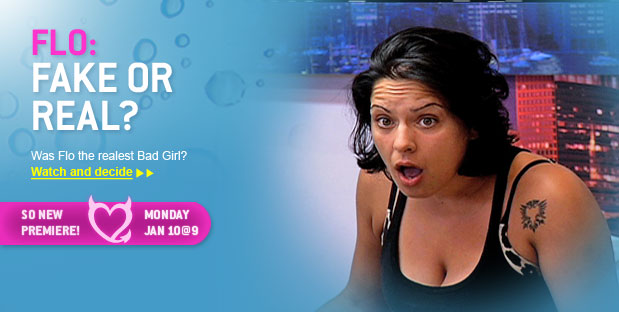 FLO:
FAKE OR
REAL?
Was Flo the realest Bad Girl?
Watch and decide
SO NEW
PREMIERE!
MONDAY
JAN 10@9